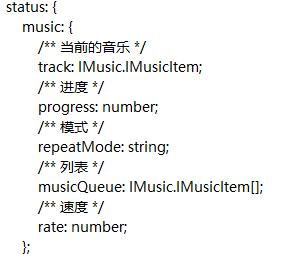 status: {
music: {
/** 当前的音乐 */
track: IMusic.IMusicItem;
/** 进度 */
progress: number;
/** 模式 */
repeatMode: string;
/** 列表 */
musicQueue: IMusic.IMusicItem[];
/** 速度 */
rate: number;
};